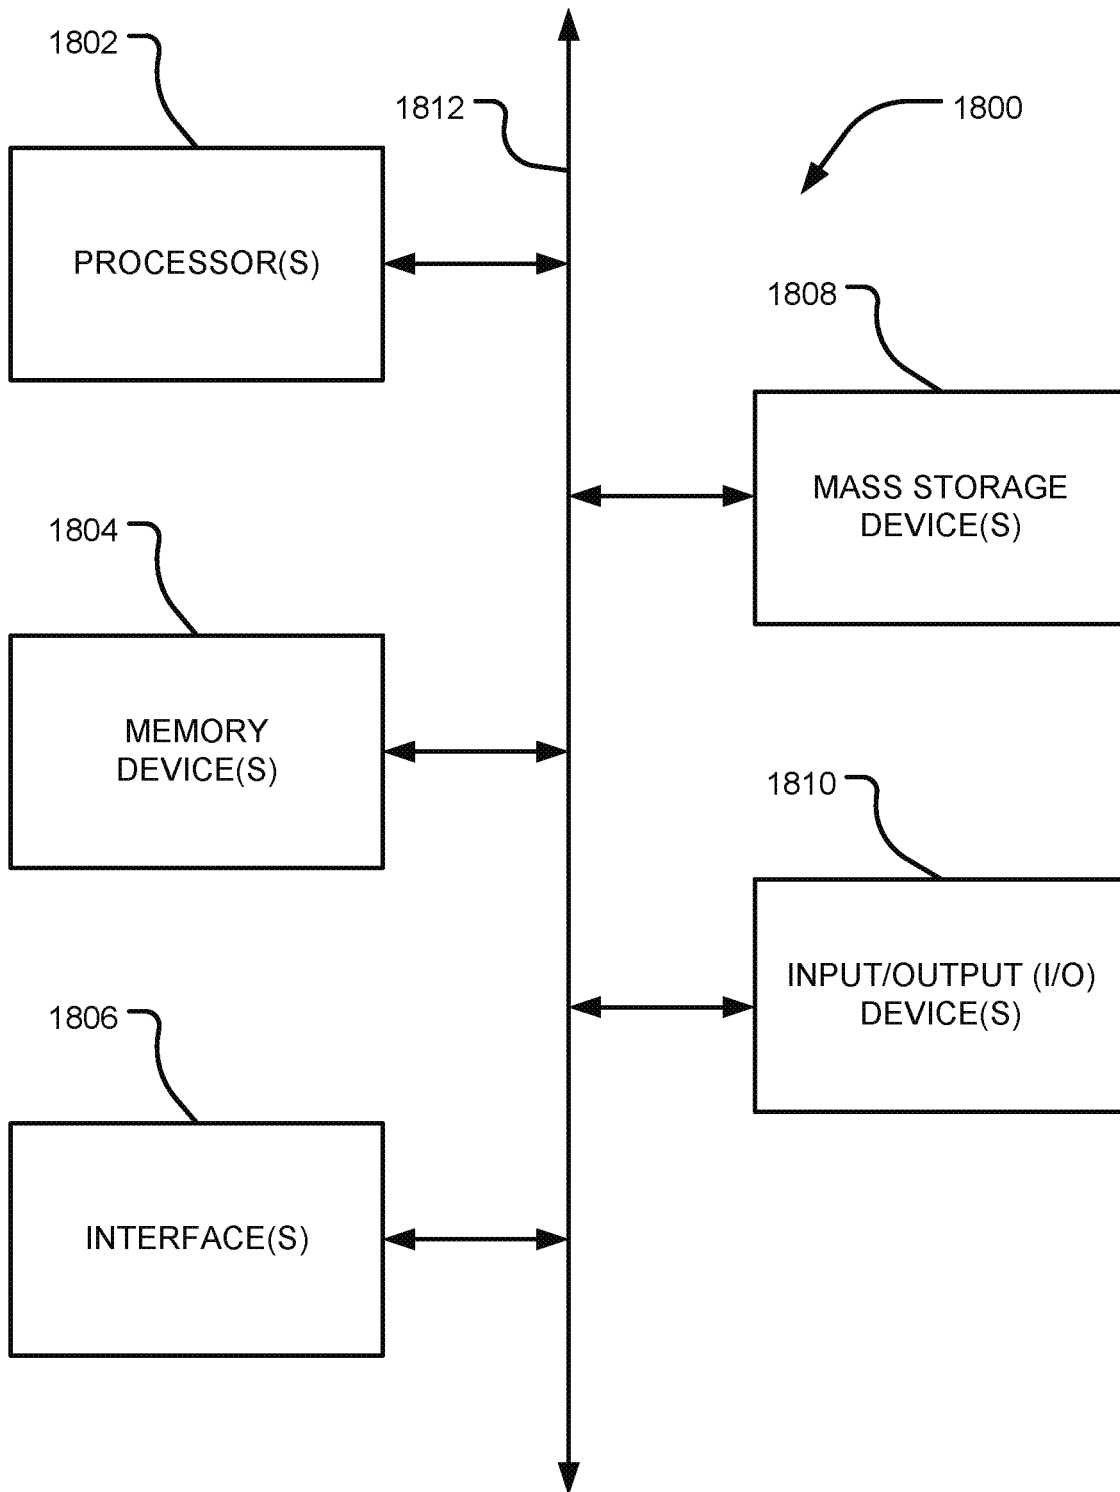 1802
1812
1800
PROCESSOR(S)
1808
MASS STORAGE
DEVICE(S)
1804
MEMORY
DEVICE(S)
1810
INPUT/OUTPUT (I/O)
DEVICE(S)
1806
INTERFACE(S)